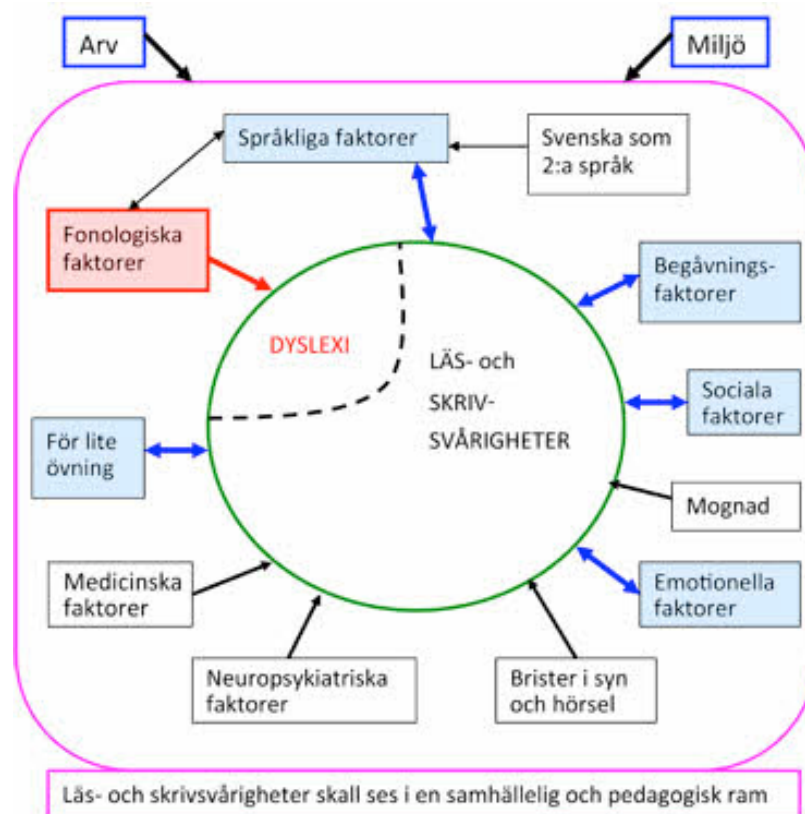 Arv
Miljö
Språkliga faktorer
Svenska som
2:a språk
Fonologiska
faktorer
Begåvnings-
faktorer
DYSLEXI
LÄS- och
SKRIV-
SVÅRIGHETER
Sociala
faktorer
För lite
övning
Mognad
Medicinska
faktorer
Emotionella
faktorer
Neuropsykiatriska
faktorer
Brister i syn
och hörsel
Läs- och skrivsvårigheter skall ses i en samhällelig och pedagogisk ram